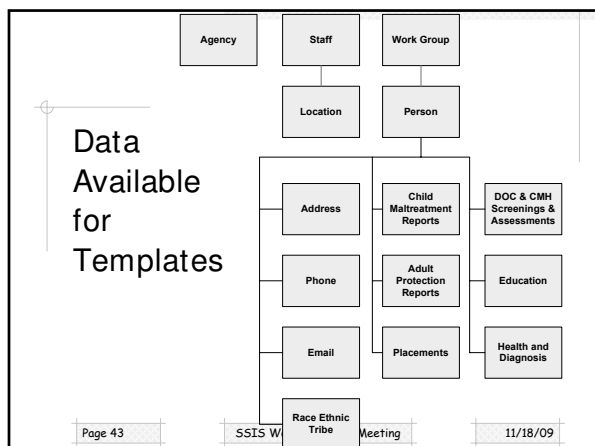 Agency
Staff
Work Group
Location
Person
Data
Available
for
Templates
Address
Child
Maltreatment
Reports
DOC & CMH
Screenings &
Assessments
Phone
Adult
Protection
Reports
Education
Email
Placements
Health and
Diagnosis
Race Ethnic
Tribe
Page 43
SSIS Meeting
11/18/09